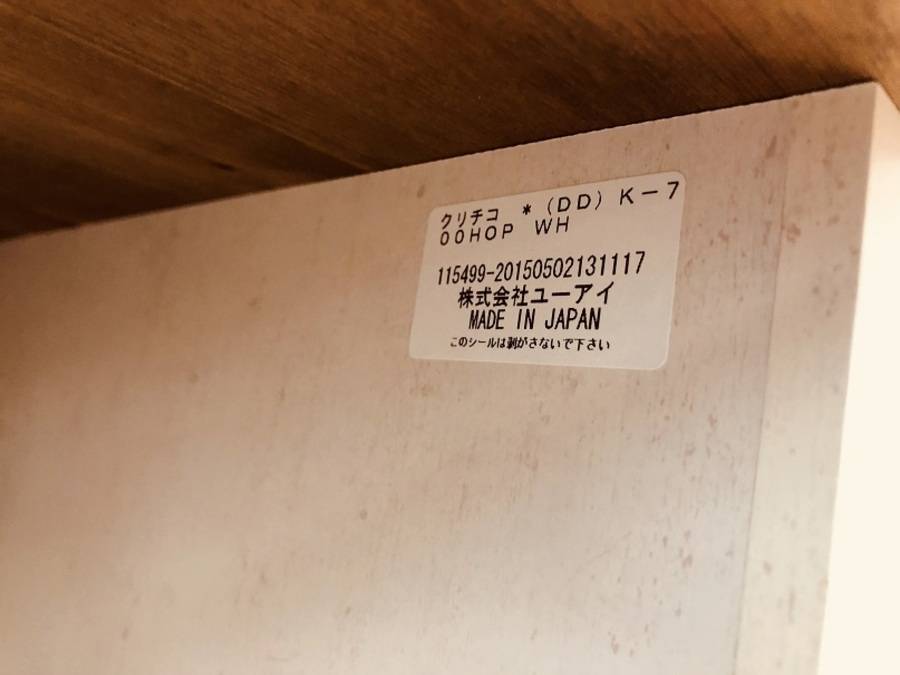 クリチコ ＊（ＤＤ）Ｋ－７
００ＨＯＰ ＷＨ
115499-20150502131117
株式会社ユーアイ
MADE IN JAPAN
このシールは剥がさないで下さい